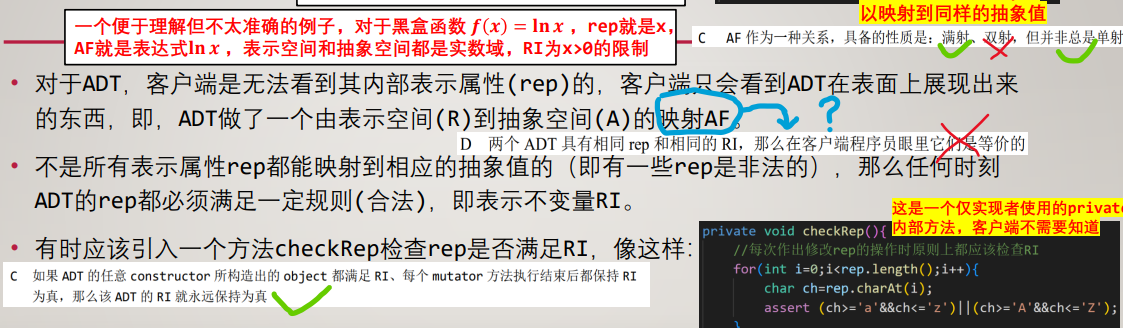 一个便于理解但不太准确的例子，对于黑盒函数 f(x) = ln x ，rep就是x，
AF就是表达式ln x ，表示空间和抽象空间都是实数域，RI为x>0的限制
以映射到同样的抽象值
C AF 作为一种关系，具备的性质是：满射、双射，但并非总是单射
• 对于ADT，客户端是无法看到其内部表示属性(rep)的，客户端只会看到ADT在表面上展现出来
的东西，即，ADT做了一个由表示空间(R)到抽象空间(A)的映射AF。
?
D 两个 ADT 具有相同 rep 和相同的 RI，那么在客户端程序员眼里它们是等价的
• 不是所有表示属性rep都能映射到相应的抽象值的（即有一些rep是非法的），那么任何时刻
ADT的rep都必须满足一定规则(合法)，即表示不变量RI。
这是一个仅实现者使用的private
内部方法，客户端不需要知道
• 有时应该引入一个方法checkRep检查rep是否满足RI，像这样：
C 如果 ADT 的任意 constructor 所构造出的 object 都满足 RI、每个 mutator 方法执行结束后都保持 RI
为真，那么该 ADT 的 RI 就永远保持为真
private void checkRep(){
//每次作出修改rep的操作时原则上都应该检查RI
for(int i=0;i<rep.length();i++){
char ch=rep.charAt(i);
assert (ch>='a'&&ch<='z')||(ch>='A'&&ch<='Z');
}